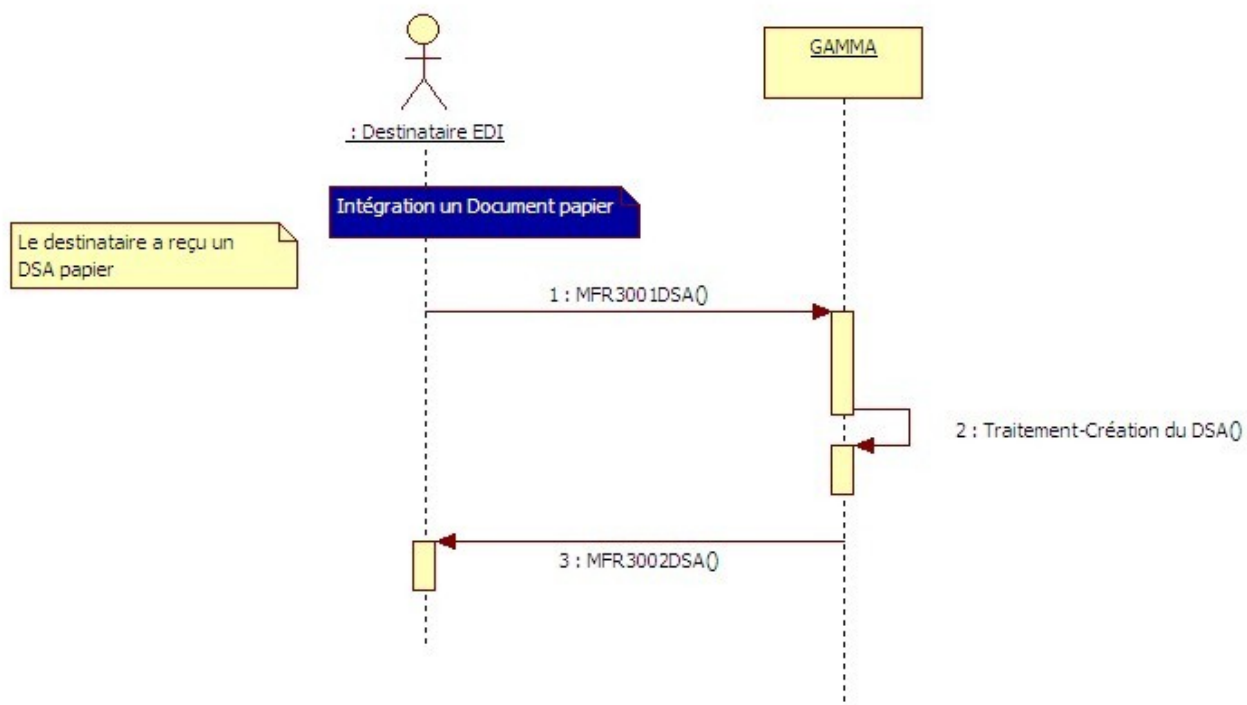 GAMMA
: Destinataire EDI
Intégration un Document papier
Le destinataire a reçu un
DSA papier
1 : MFR3001DSA()
2 : Traitement-Création du DSA()
3 : MFR3002DSA()